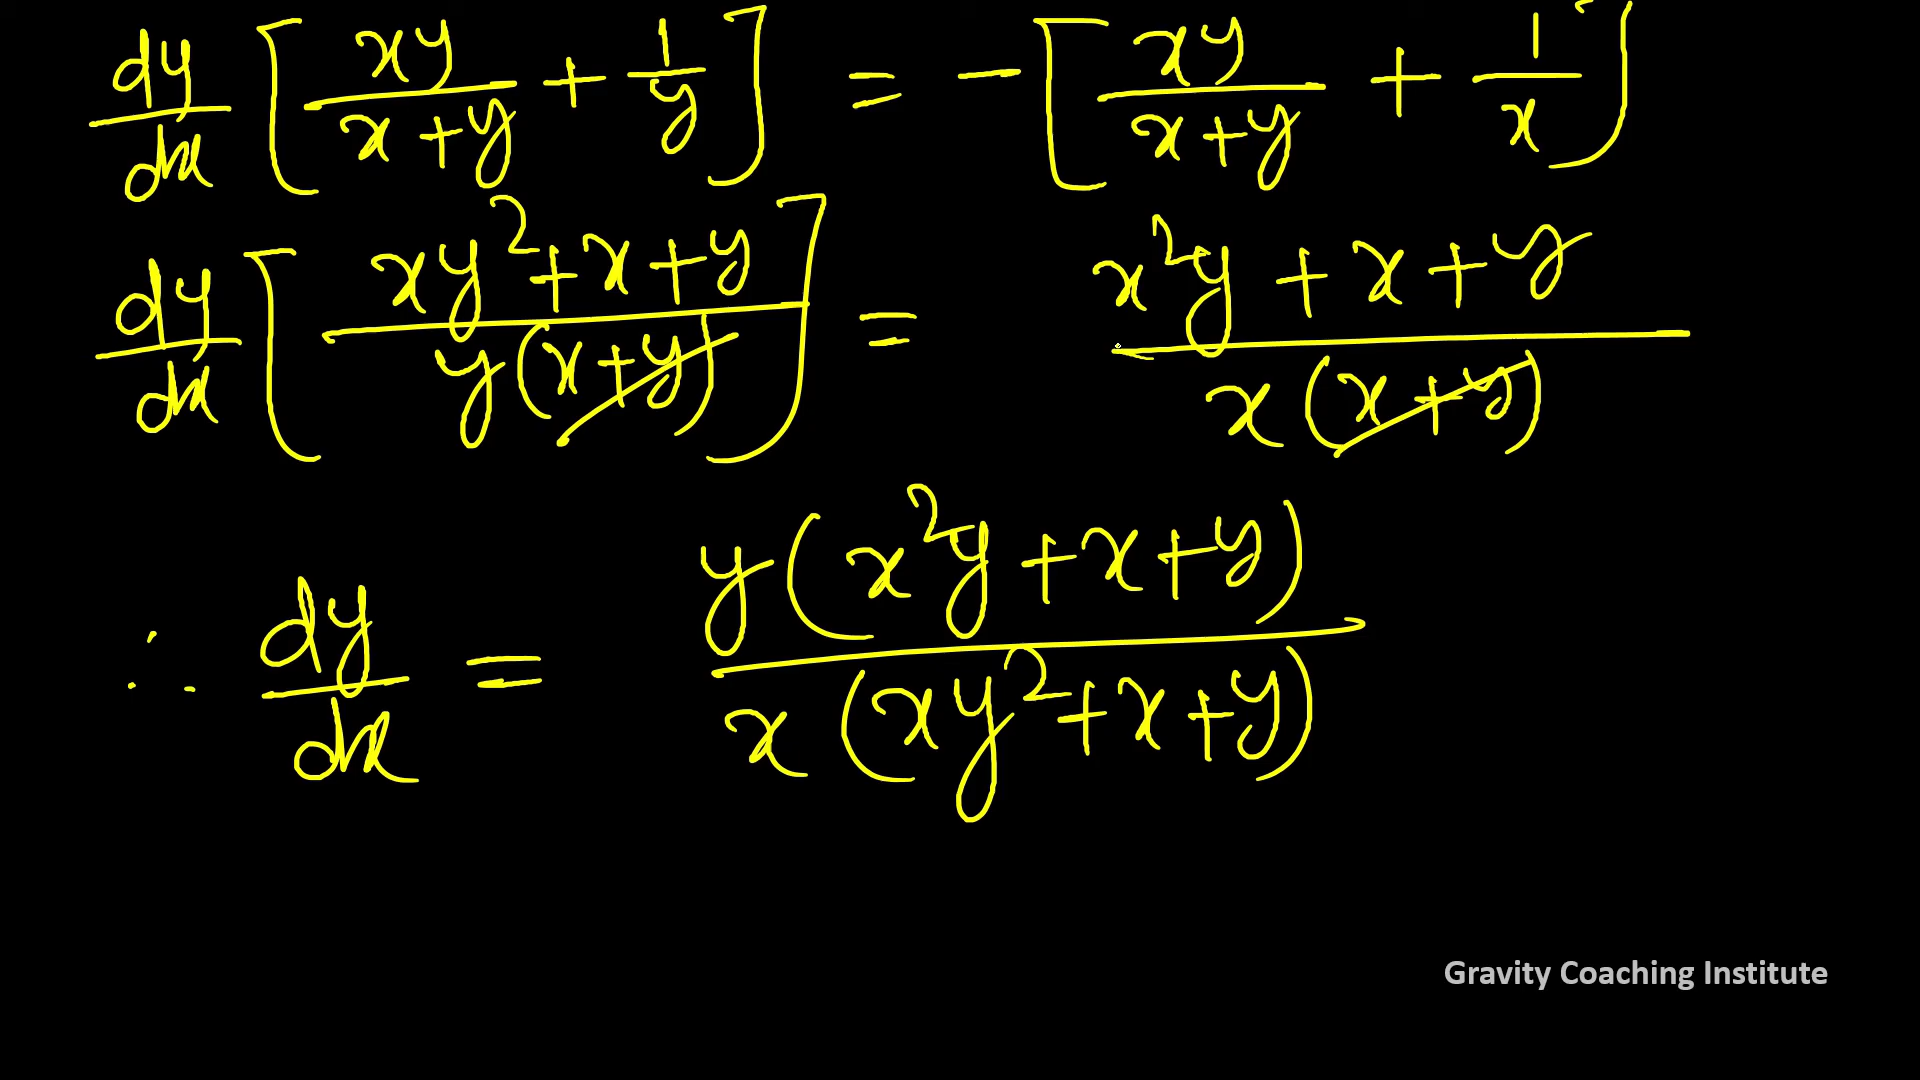 dy/dx [ xy/(x+y) + 1/y ] = - [ xy/(x+y) + 1/x ]
dy/dx [ (xy² + x + y)/(y(x+y)) ] = (x²y + x + y)/(x(x+y))
∴ dy/dx = y(x²y + x + y)/(x(xy² + x + y))
Gravity Coaching Institute